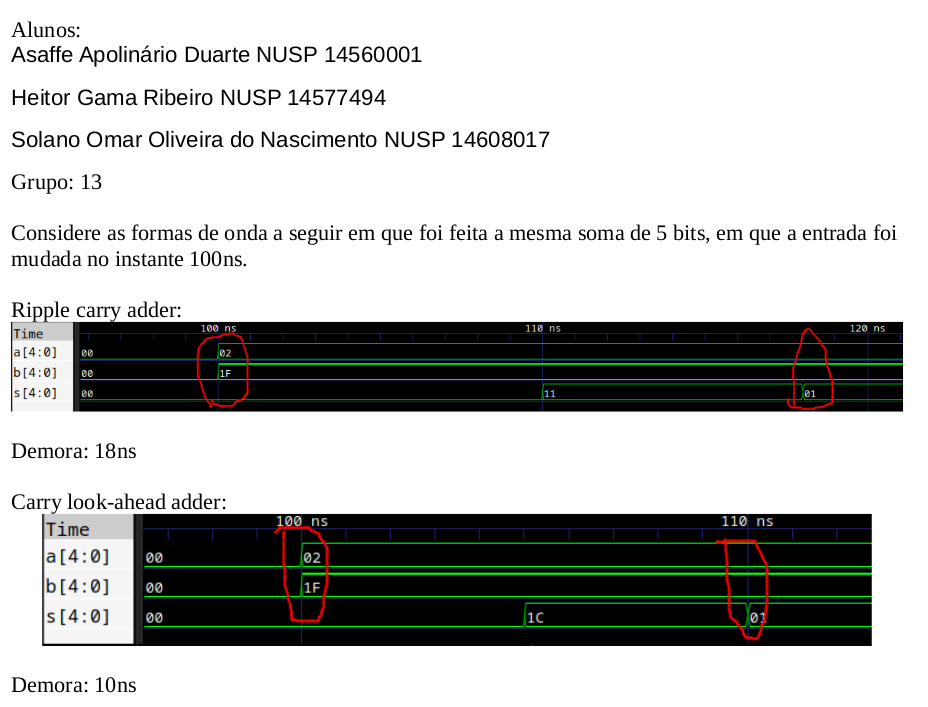 Alunos:
Asaffe Apolinário Duarte NUSP 14560001
Heitor Gama Ribeiro NUSP 14577494
Solano Omar Oliveira do Nascimento NUSP 14608017
Grupo: 13
Considere as formas de onda a seguir em que foi feita a mesma soma de 5 bits, em que a entrada foi
mudada no instante 100ns.
Ripple carry adder:
Time 100 ns 110 ns 120 ns
a[4:0] 00 02
b[4:0] 00 1F
s[4:0] 00 11 01
Demora: 18ns
Carry look-ahead adder:
Time 100 ns 110 ns
a[4:0] 00 02
b[4:0] 00 1F
s[4:0] 00 1C 01
Demora: 10ns